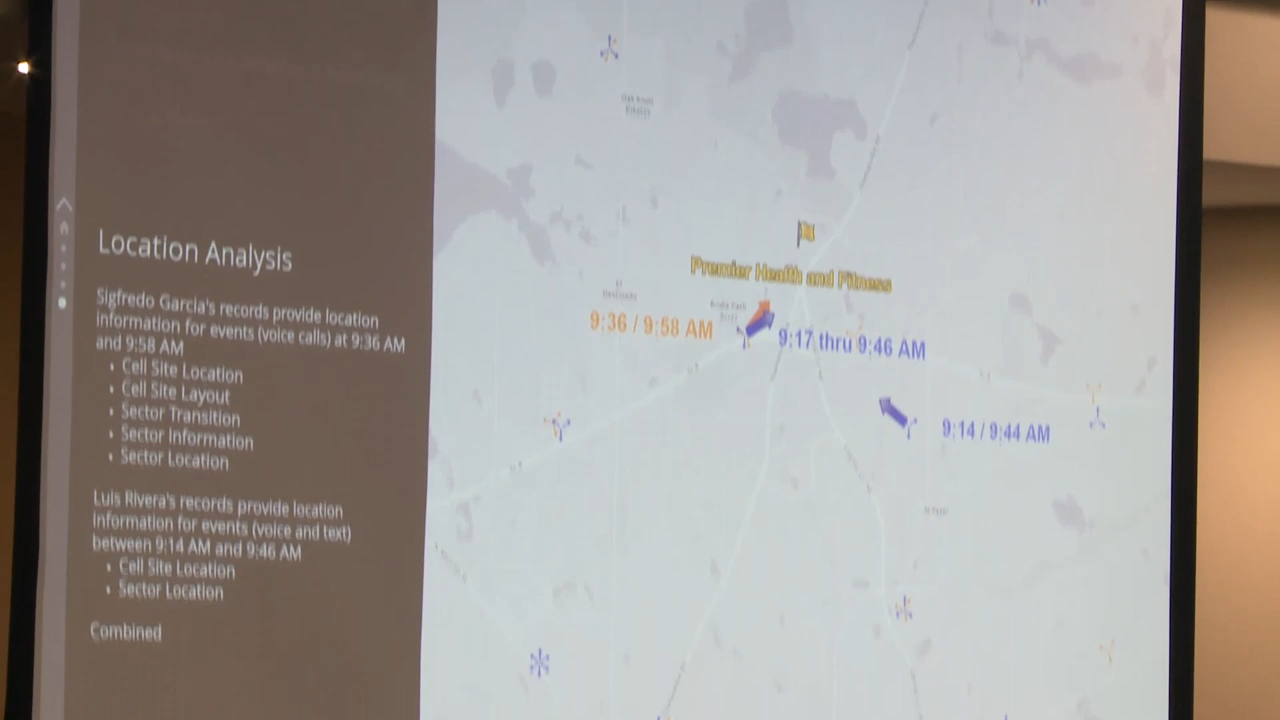 Location Analysis
Sigfredo Garcia's records provide location
information for events (voice calls) at 9:36 AM
and 9:58 AM
• Cell Site Location
• Cell Site Layout
• Sector Transition
• Sector Information
• Sector Location
Luis Rivera's records provide location
information for events (voice and text)
between 9:14 AM and 9:46 AM
• Cell Site Location
• Sector Location
Combined
Premier Health and Fitness
9:36 / 9:58 AM
9:17 thru 9:46 AM
9:14 / 9:44 AM